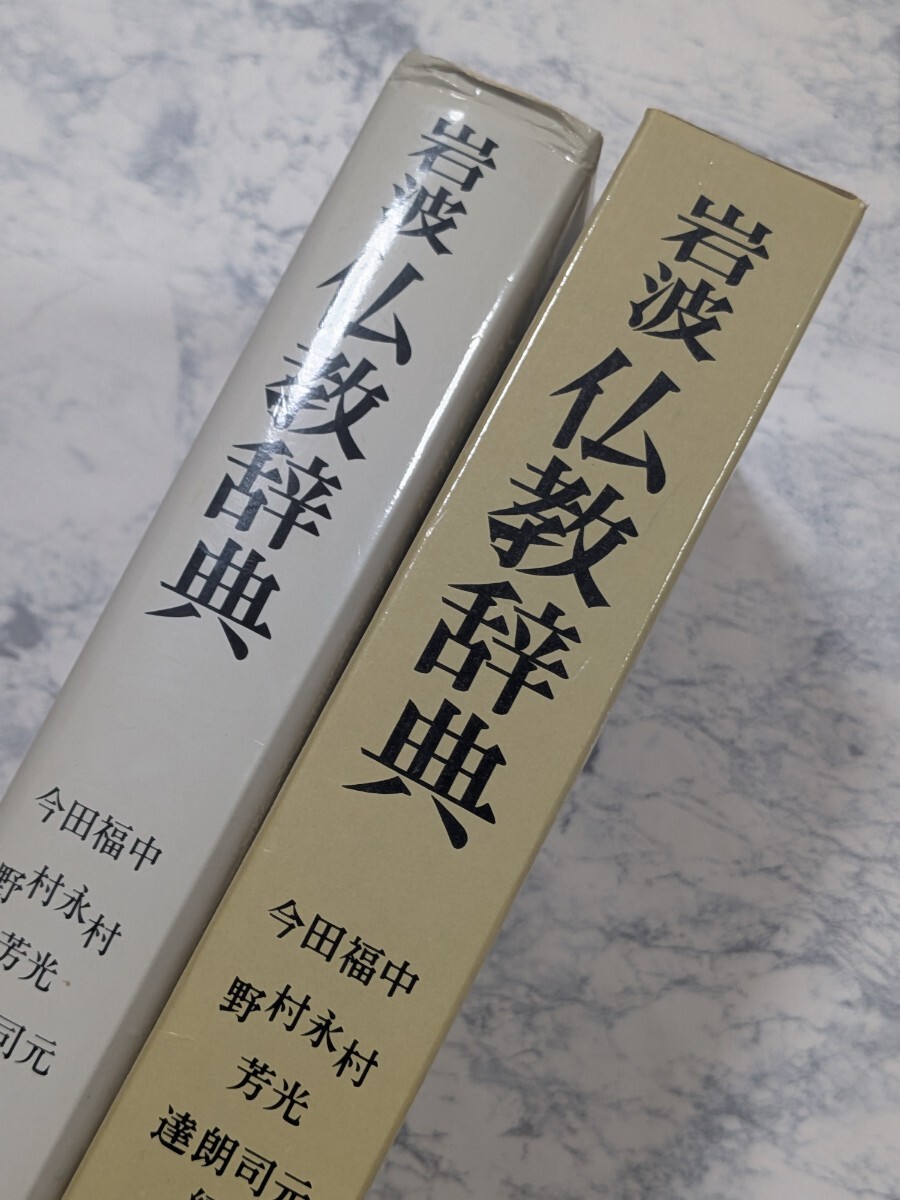 岩波
仏教辞典
中村 元
福永光司
田村芳朗
今野 達
岩波
仏教辞典
中村 元
福永光司
田村芳
今野